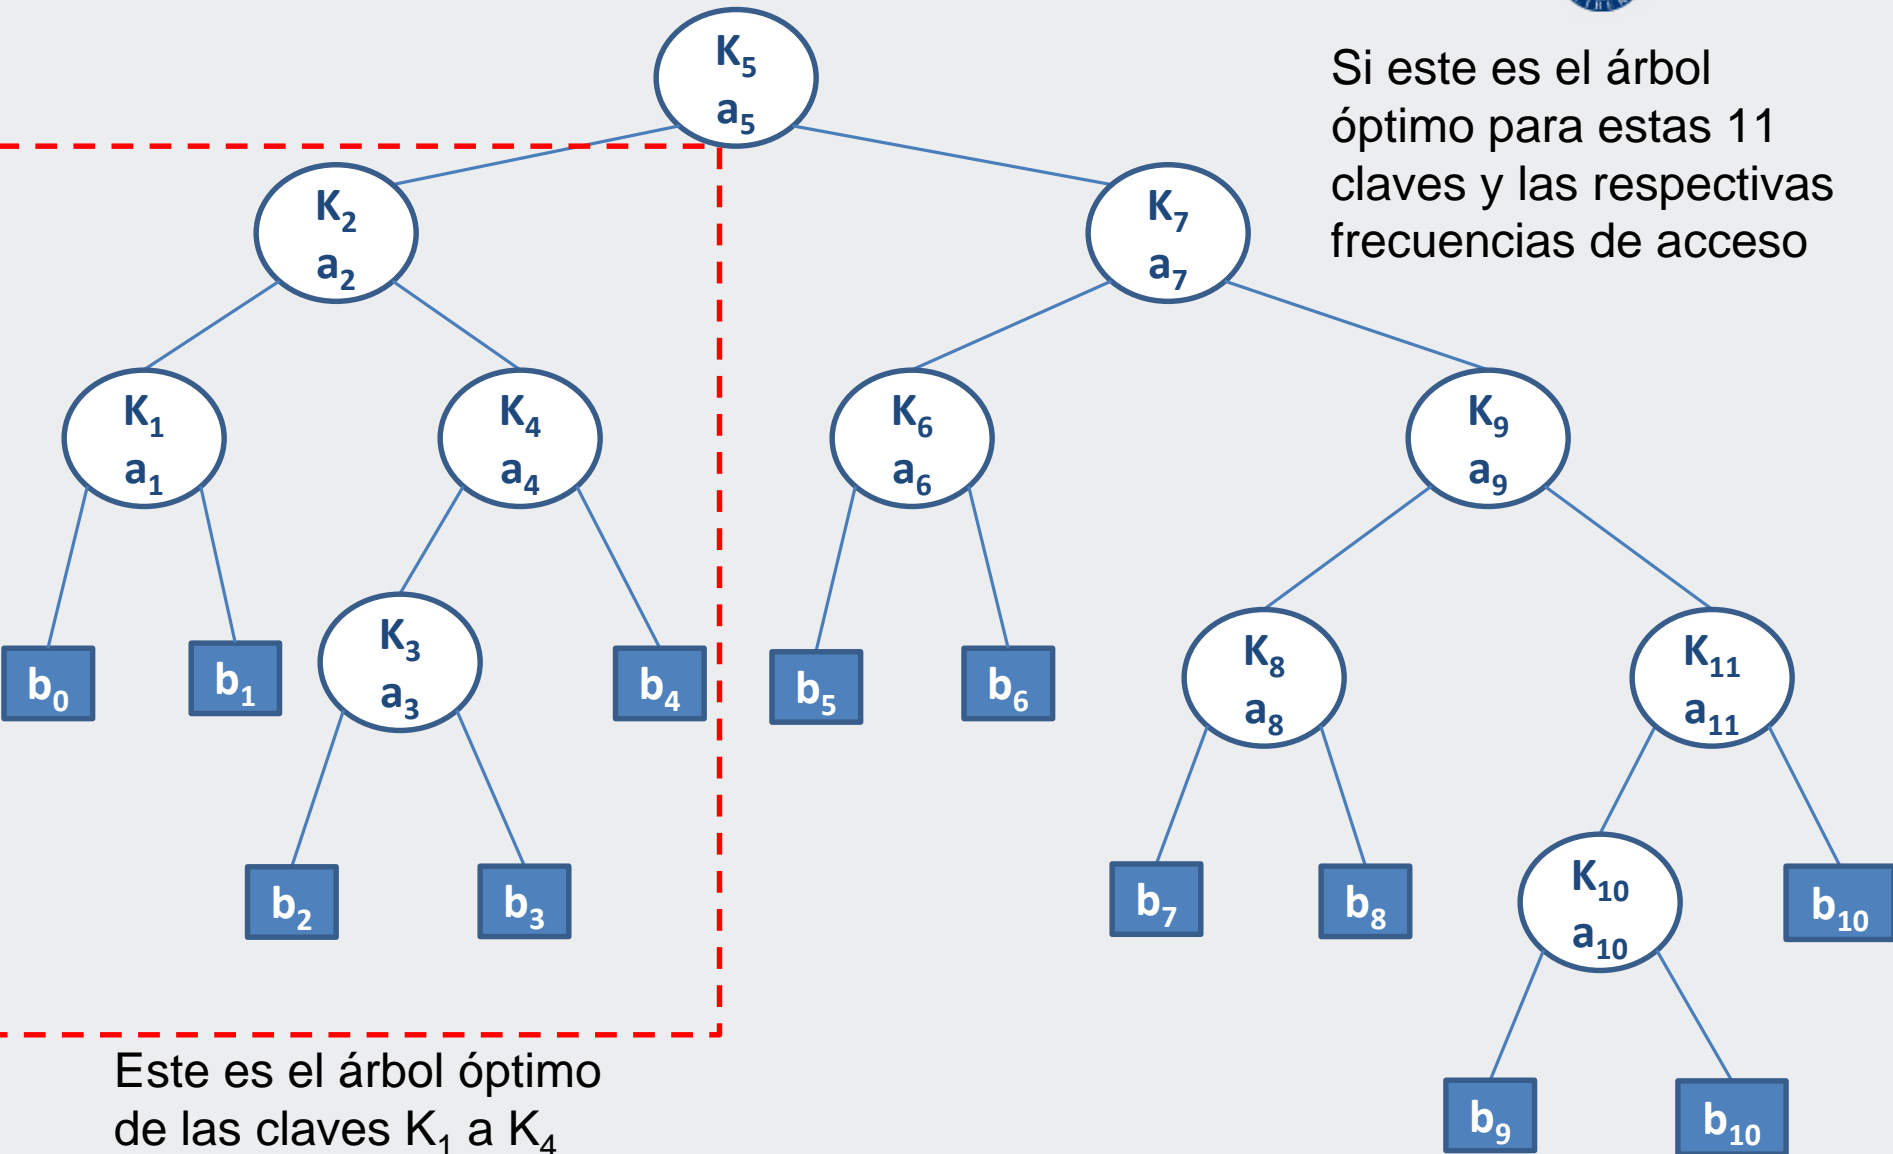 K5
a5
Si este es el árbol
óptimo para estas 11
claves y las respectivas
frecuencias de acceso
K2
a2
K7
a7
K1
a1
K4
a4
K6
a6
K9
a9
b0
b1
K3
a3
b4
b5
b6
K8
a8
K11
a11
b2
b3
b7
b8
K10
a10
b10
Este es el árbol óptimo
de las claves K1 a K4
b9
b10